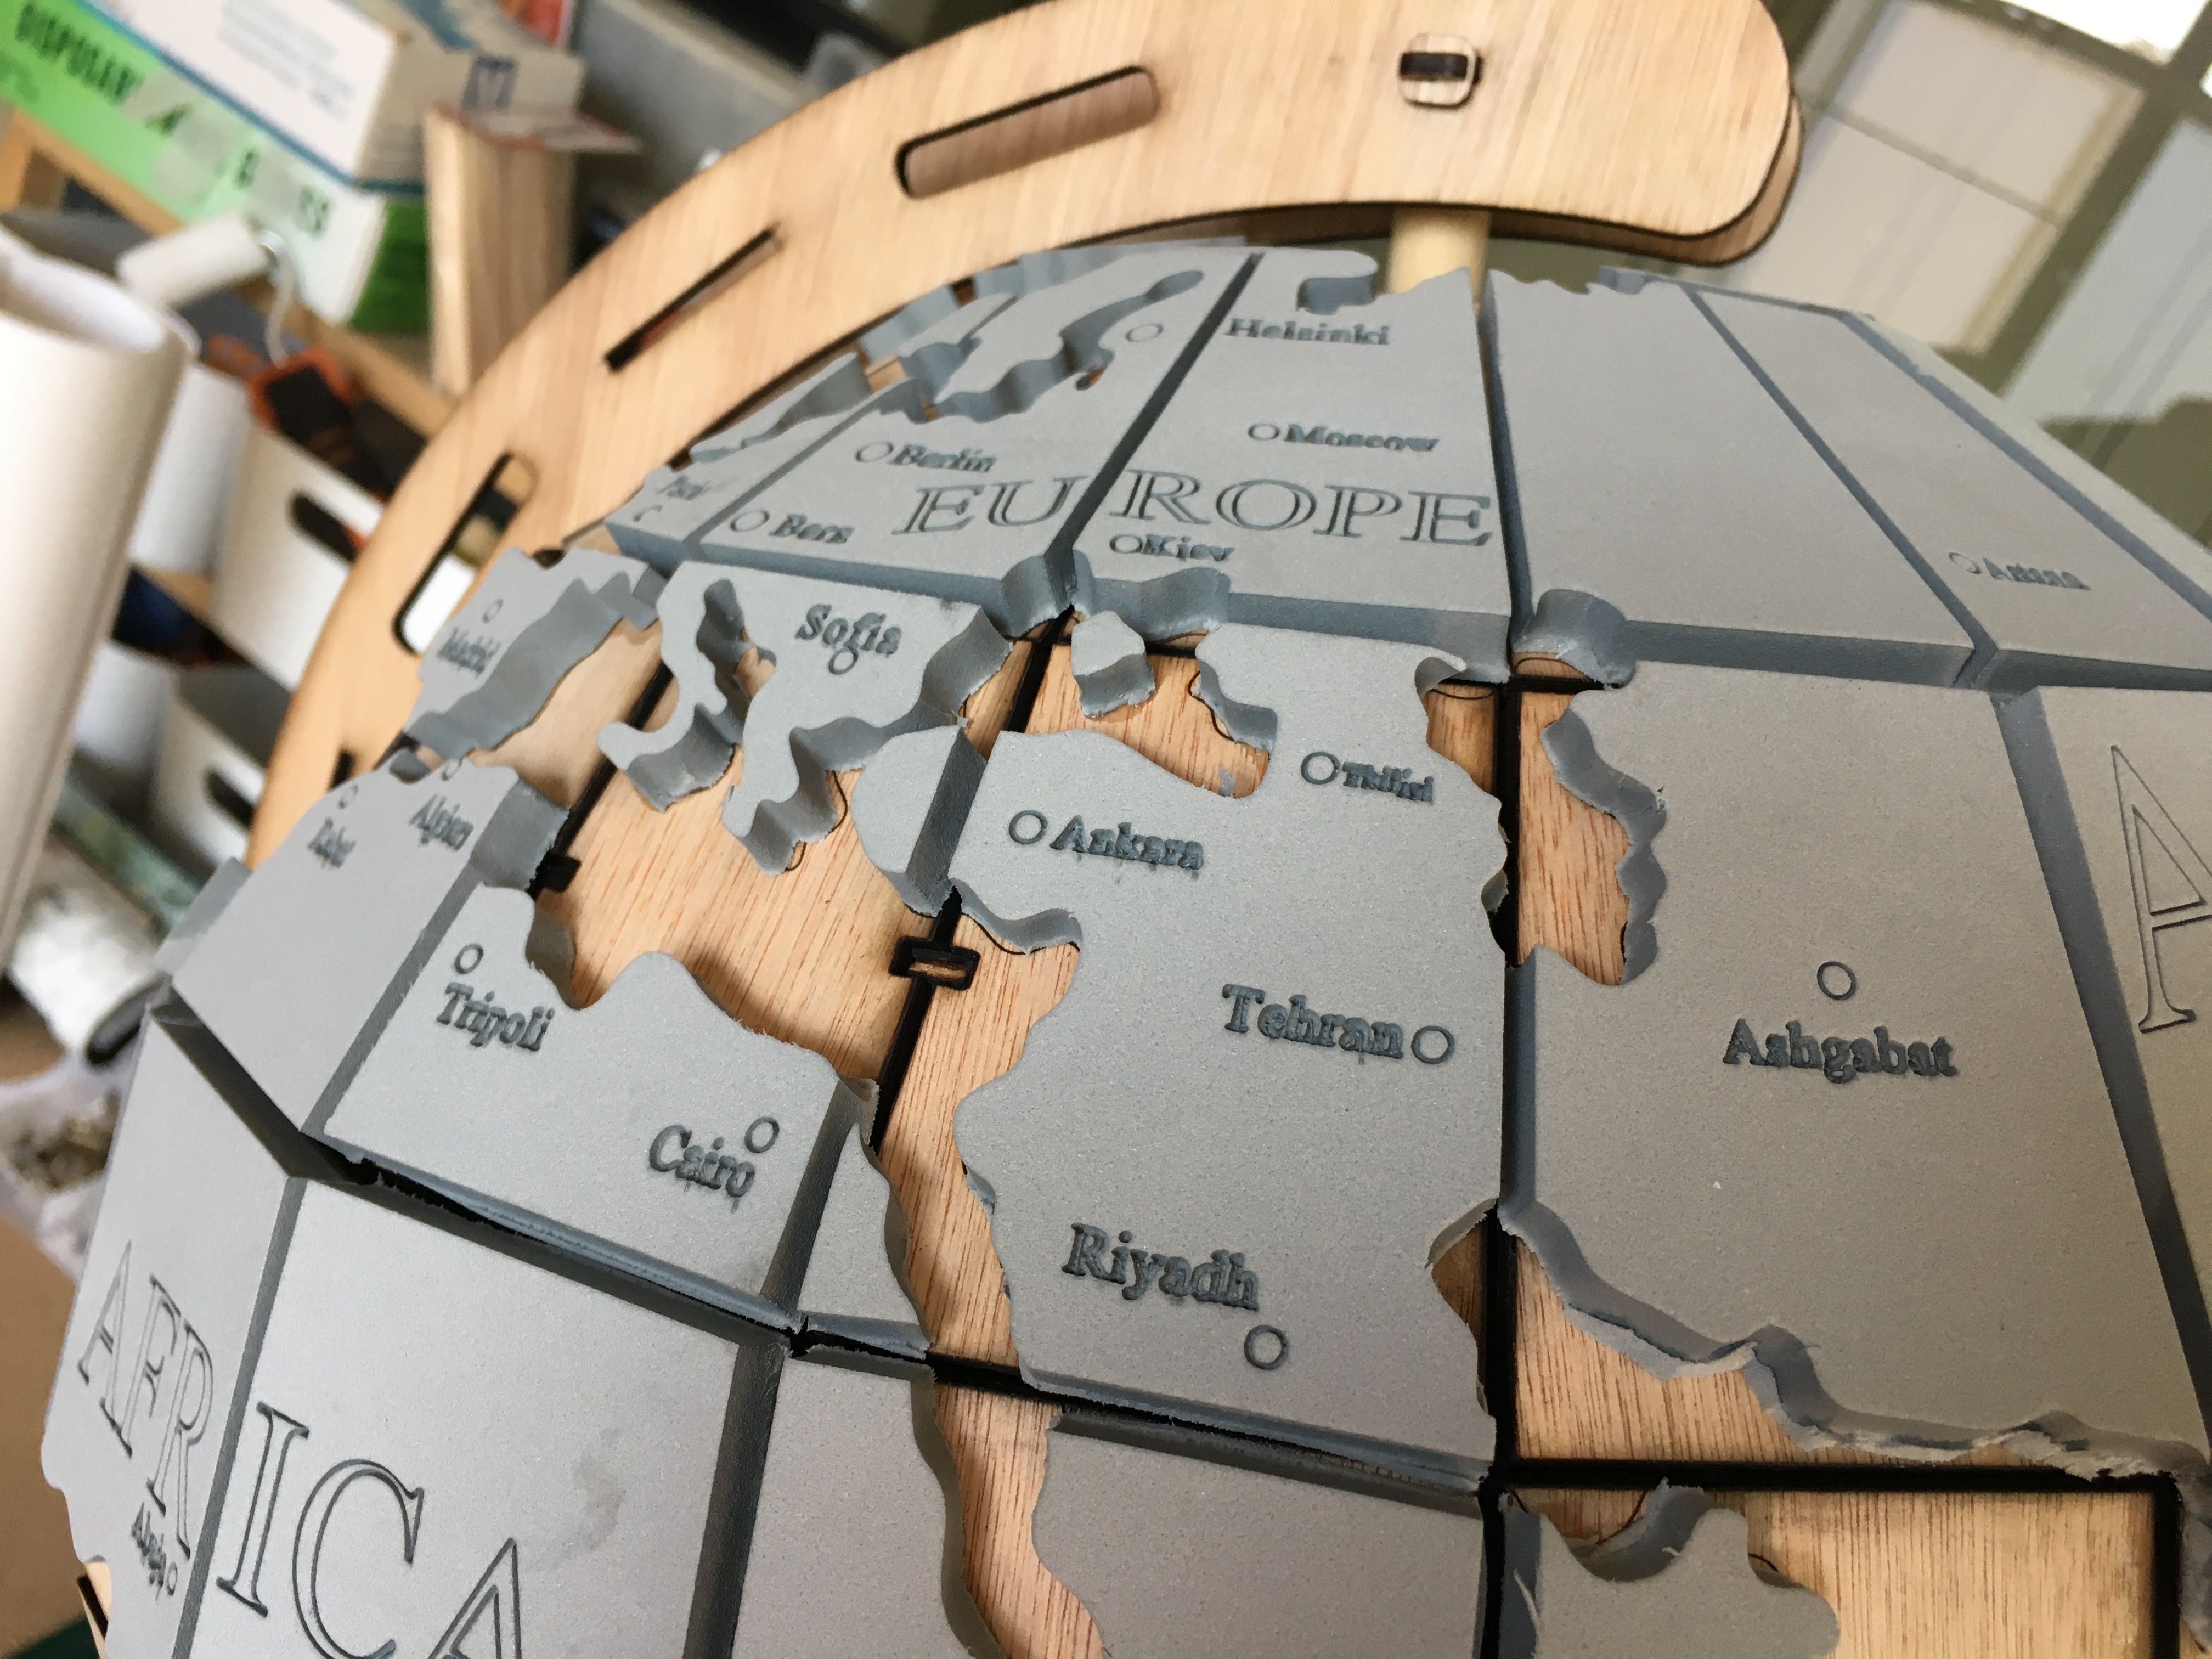 Helsinki
Moscow
Berlin
Paris
EUROPE
Bern
Kiev
Astana
Sofia
Madrid
Tbilisi
Algiers
Rabat
Ankara
Tripoli
Tehran
Ashgabat
Cairo
Riyadh
AFRICA
Abuja
A